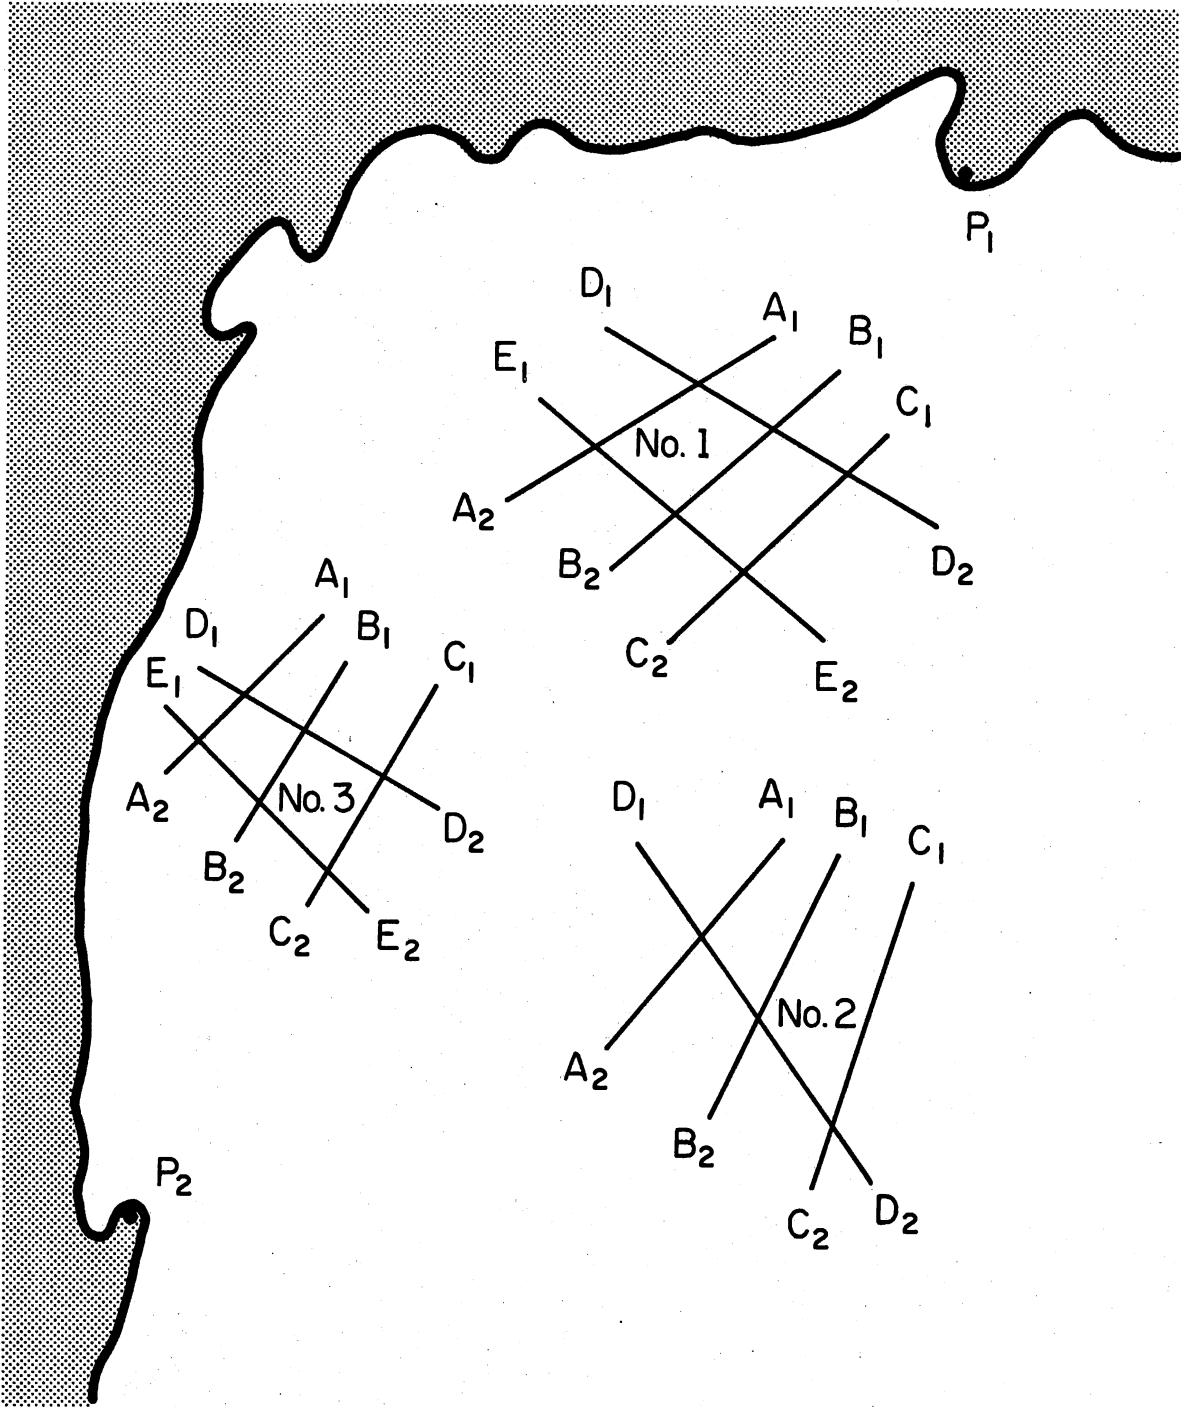 P₁
D₁
A₁
B₁
E₁
C₁
No. 1
A₂
B₂
D₂
C₂
E₂
A₁
D₁
B₁
C₁
E₁
A₂
No. 3
D₂
B₂
C₂
E₂
D₁
A₁
B₁
C₁
No. 2
A₂
B₂
C₂
D₂
P₂